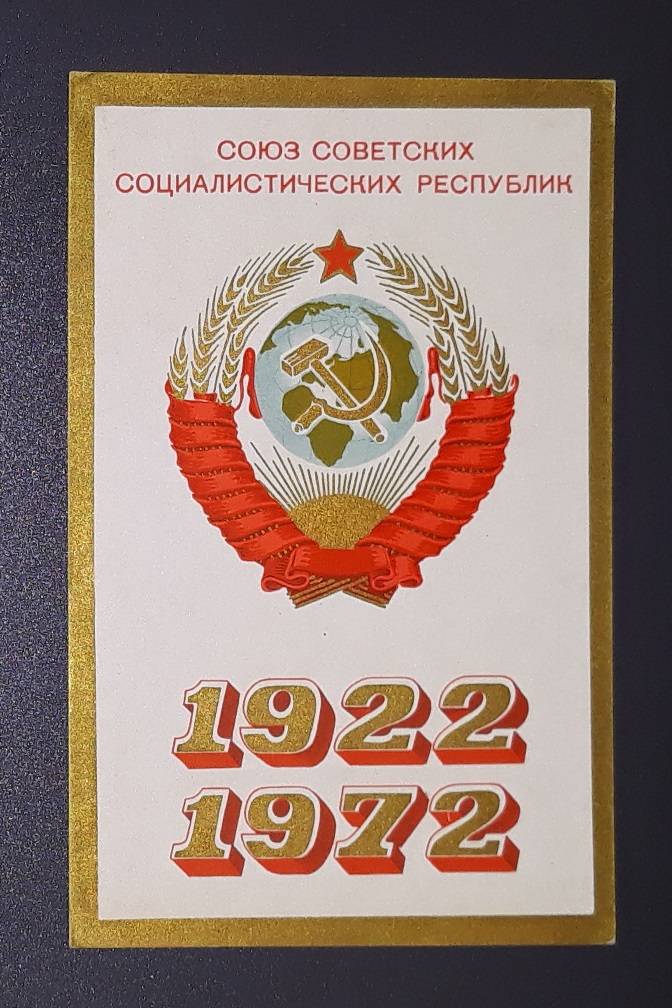 СОЮЗ СОВЕТСКИХ
СОЦИАЛИСТИЧЕСКИХ РЕСПУБЛИК
1922
1972